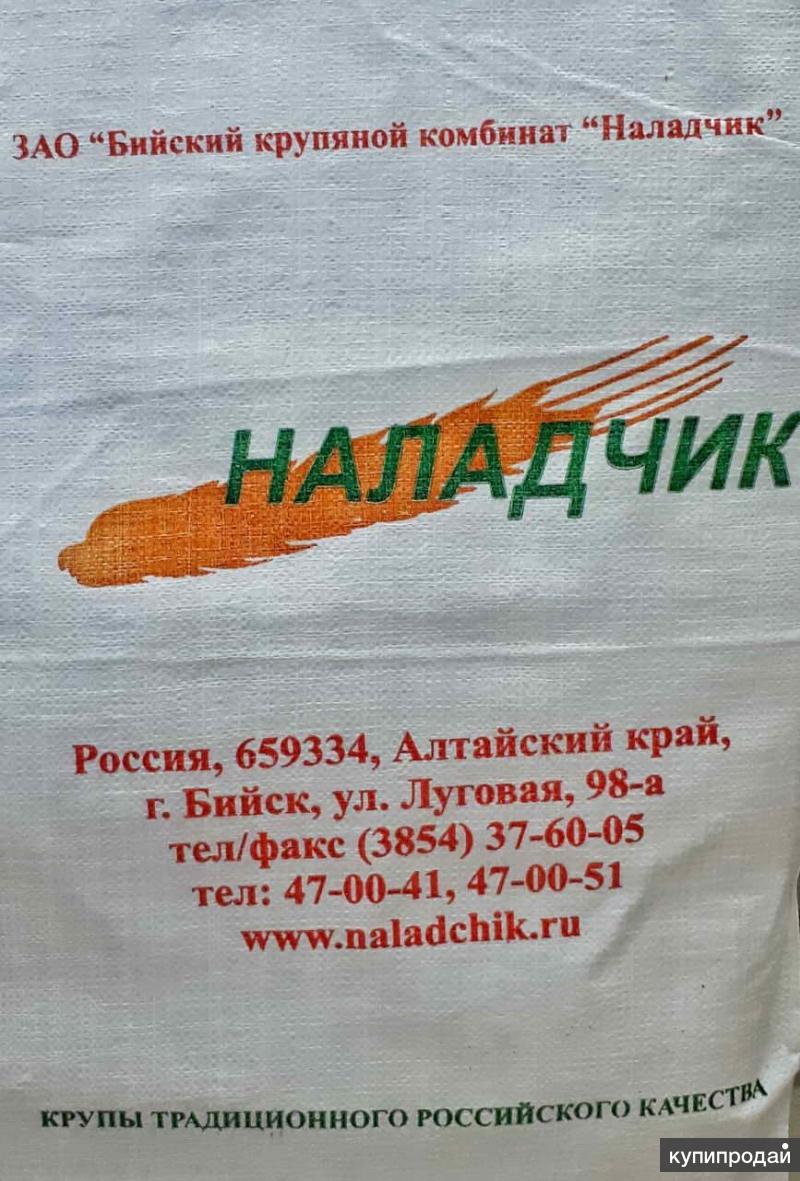 ЗАО “Бийский крупяной комбинат “Наладчик”
НАЛАДЧИК
Россия, 659334, Алтайский край,
г. Бийск, ул. Луговая, 98-а
тел/факс (3854) 37-60-05
тел: 47-00-41, 47-00-51
www.naladchik.ru
КРУПЫ ТРАДИЦИОННОГО РОССИЙСКОГО КАЧЕСТВА
купипродай